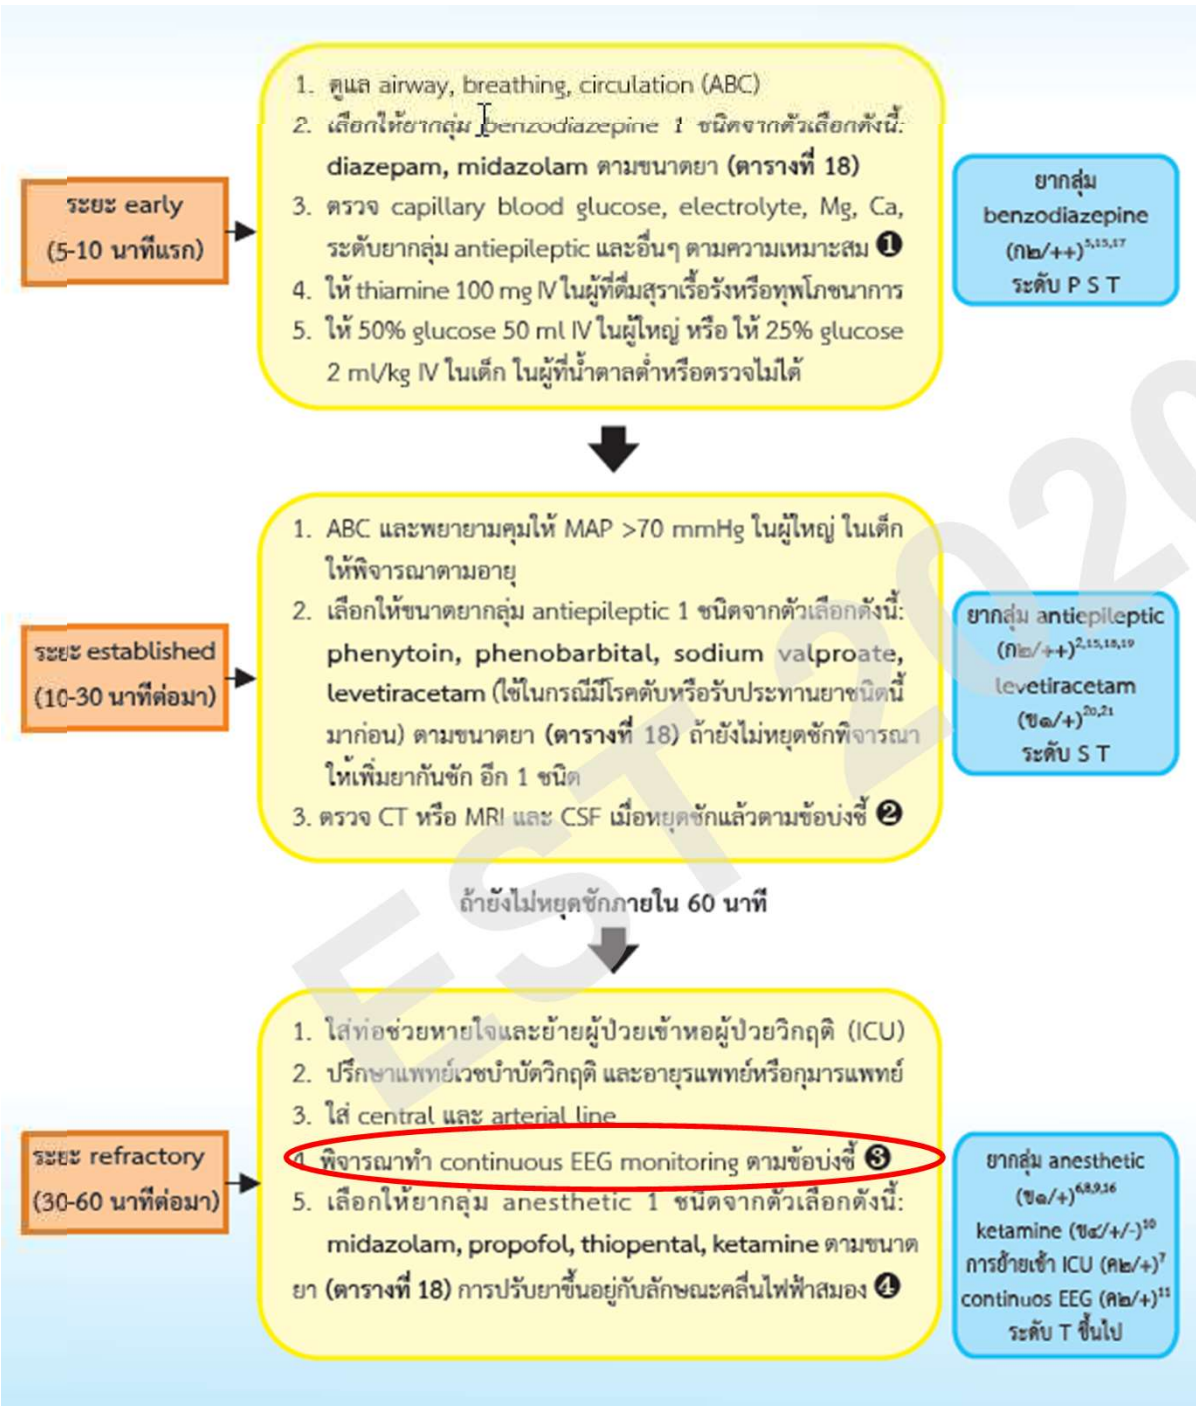 ระยะ early
(5-10 นาทีแรก)
1. ดูแล airway, breathing, circulation (ABC)
2. เลือกให้ยากลุ่ม benzodiazepine 1 ชนิดจากตัวเลือกดังนี้:
diazepam, midazolam ตามขนาดยา (ตารางที่ 18)
3. ตรวจ capillary blood glucose, electrolyte, Mg, Ca,
ระดับยากลุ่ม antiepileptic และอื่นๆ ตามความเหมาะสม ❶
4. ให้ thiamine 100 mg IV ในผู้ที่ดื่มสุราเรื้อรังหรือทุพโภชนาการ
5. ให้ 50% glucose 50 ml IV ในผู้ใหญ่ หรือ ให้ 25% glucose
2 ml/kg IV ในเด็ก ในผู้ที่น้ำตาลต่ำหรือตรวจไม่ได้
ยากลุ่ม
benzodiazepine
(ก๒/++)5,15,17
ระดับ P S T
ระยะ established
(10-30 นาทีต่อมา)
1. ABC และพยายามคุมให้ MAP >70 mmHg ในผู้ใหญ่ ในเด็ก
ให้พิจารณาตามอายุ
2. เลือกให้ขนาดยากลุ่ม antiepileptic 1 ชนิดจากตัวเลือกดังนี้:
phenytoin, phenobarbital, sodium valproate,
levetiracetam (ใช้ในกรณีมีโรคตับหรือรับประทานยาชนิดนี้
มาก่อน) ตามขนาดยา (ตารางที่ 18) ถ้ายังไม่หยุดชักพิจารณา
ให้เพิ่มยากันชัก อีก 1 ชนิด
3. ตรวจ CT หรือ MRI และ CSF เมื่อหยุดชักแล้วตามข้อบ่งชี้ ❷
ยากลุ่ม antiepileptic
(ก๒/++)2,15,18,19
levetiracetam
(ข๑/+)20,21
ระดับ S T
ถ้ายังไม่หยุดชักภายใน 60 นาที
ระยะ refractory
(30-60 นาทีต่อมา)
1. ใส่ท่อช่วยหายใจและย้ายผู้ป่วยเข้าหอผู้ป่วยวิกฤติ (ICU)
2. ปรึกษาแพทย์เวชบำบัดวิกฤติ และอายุรแพทย์หรือกุมารแพทย์
3. ใส่ central และ arterial line
4. พิจารณาทำ continuous EEG monitoring ตามข้อบ่งชี้ ❸
5. เลือกให้ยากลุ่ม anesthetic 1 ชนิดจากตัวเลือกดังนี้:
midazolam, propofol, thiopental, ketamine ตามขนาด
ยา (ตารางที่ 18) การปรับยาขึ้นอยู่กับลักษณะคลื่นไฟฟ้าสมอง ❹
ยากลุ่ม anesthetic
(ข๑/+)6,8,9,16
ketamine (ข๔/+/-)10
การย้ายเข้า ICU (ค๒/+)7
continuos EEG (ค๒/+)11
ระดับ T ขึ้นไป
EST 202